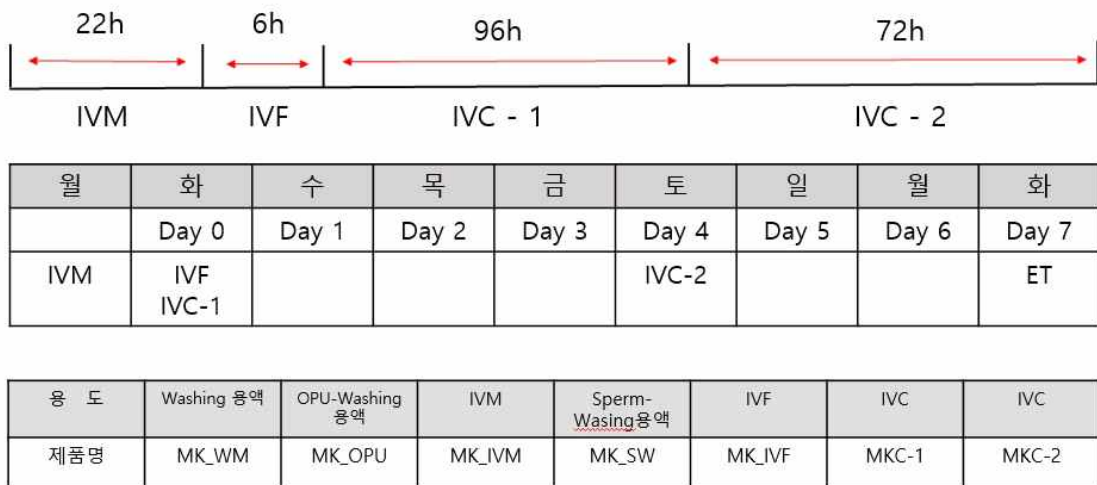 22h 6h 96h 72h
IVM IVF IVC - 1 IVC - 2
월 화 수 목 금 토 일 월 화
Day 0 Day 1 Day 2 Day 3 Day 4 Day 5 Day 6 Day 7
IVM IVF IVC-2 ET
IVC-1
용 도 Washing 용액 OPU-Washing IVM Sperm- IVF IVC IVC
용액 Wasing용액
제품명 MK_WM MK_OPU MK_IVM MK_SW MK_IVF MKC-1 MKC-2